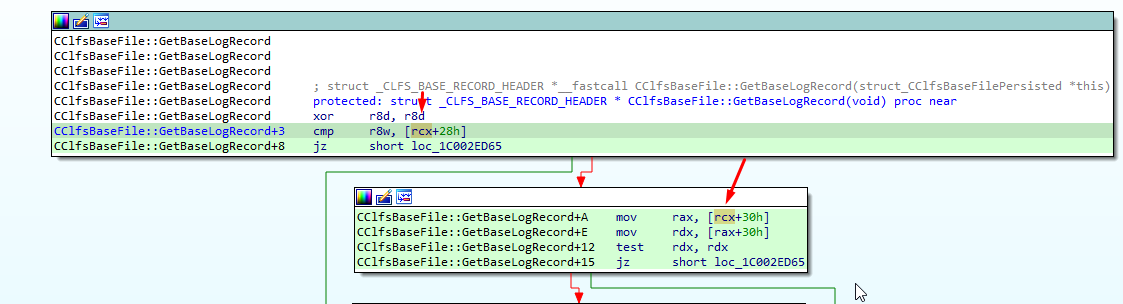 CClfsBaseFile::GetBaseLogRecord
CClfsBaseFile::GetBaseLogRecord
CClfsBaseFile::GetBaseLogRecord
CClfsBaseFile::GetBaseLogRecord ; struct _CLFS_BASE_RECORD_HEADER *__fastcall CClfsBaseFile::GetBaseLogRecord(struct_CClfsBaseFilePersisted *this)
CClfsBaseFile::GetBaseLogRecord protected: struct _CLFS_BASE_RECORD_HEADER * CClfsBaseFile::GetBaseLogRecord(void) proc near
CClfsBaseFile::GetBaseLogRecord xor r8d, r8d
CClfsBaseFile::GetBaseLogRecord+3 cmp r8w, [rcx+28h]
CClfsBaseFile::GetBaseLogRecord+8 jz short loc_1C002ED65
CClfsBaseFile::GetBaseLogRecord+A mov rax, [rcx+30h]
CClfsBaseFile::GetBaseLogRecord+E mov rdx, [rax+30h]
CClfsBaseFile::GetBaseLogRecord+12 test rdx, rdx
CClfsBaseFile::GetBaseLogRecord+15 jz short loc_1C002ED65